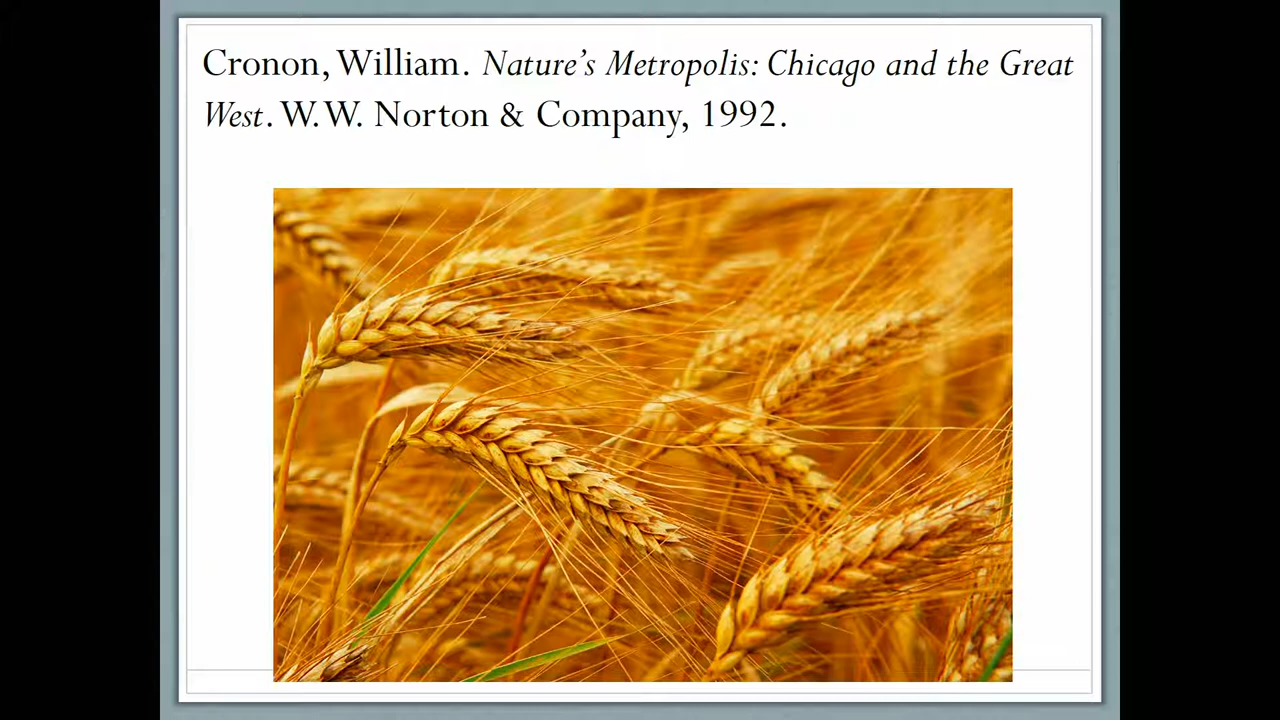 Cronon, William. Nature’s Metropolis: Chicago and the Great
West. W.W. Norton & Company, 1992.